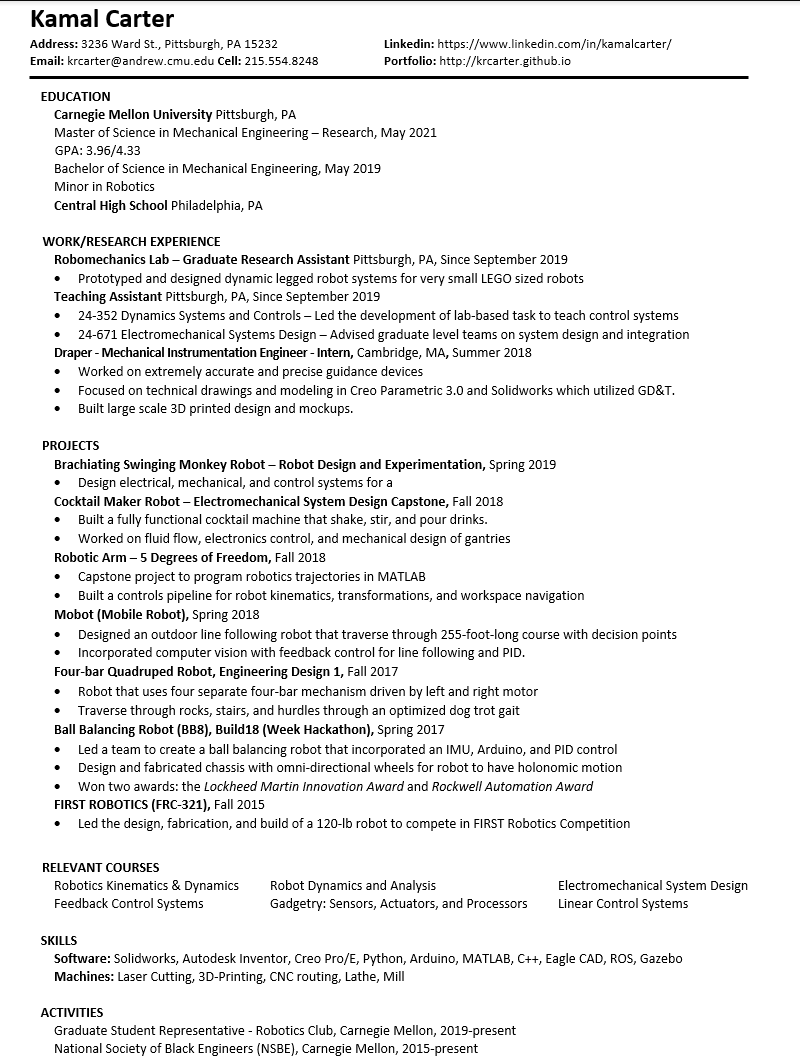 Kamal Carter
Address: 3236 Ward St., Pittsburgh, PA 15232 Linkedin: https://www.linkedin.com/in/kamalcarter/
Email: krcarter@andrew.cmu.edu Cell: 215.554.8248 Portfolio: http://krcarter.github.io
EDUCATION
Carnegie Mellon University Pittsburgh, PA
Master of Science in Mechanical Engineering – Research, May 2021
GPA: 3.96/4.33
Bachelor of Science in Mechanical Engineering, May 2019
Minor in Robotics
Central High School Philadelphia, PA
WORK/RESEARCH EXPERIENCE
Robomechanics Lab – Graduate Research Assistant Pittsburgh, PA, Since September 2019
• Prototyped and designed dynamic legged robot systems for very small LEGO sized robots
Teaching Assistant Pittsburgh, PA, Since September 2019
• 24-352 Dynamics Systems and Controls – Led the development of lab-based task to teach control systems
• 24-671 Electromechanical Systems Design – Advised graduate level teams on system design and integration
Draper - Mechanical Instrumentation Engineer - Intern, Cambridge, MA, Summer 2018
• Worked on extremely accurate and precise guidance devices
• Focused on technical drawings and modeling in Creo Parametric 3.0 and Solidworks which utilized GD&T.
• Built large scale 3D printed design and mockups.
PROJECTS
Brachiating Swinging Monkey Robot – Robot Design and Experimentation, Spring 2019
• Design electrical, mechanical, and control systems for a
Cocktail Maker Robot – Electromechanical System Design Capstone, Fall 2018
• Built a fully functional cocktail machine that shake, stir, and pour drinks.
• Worked on fluid flow, electronics control, and mechanical design of gantries
Robotic Arm – 5 Degrees of Freedom, Fall 2018
• Capstone project to program robotics trajectories in MATLAB
• Built a controls pipeline for robot kinematics, transformations, and workspace navigation
Mobot (Mobile Robot), Spring 2018
• Designed an outdoor line following robot that traverse through 255-foot-long course with decision points
• Incorporated computer vision with feedback control for line following and PID.
Four-bar Quadruped Robot, Engineering Design 1, Fall 2017
• Robot that uses four separate four-bar mechanism driven by left and right motor
• Traverse through rocks, stairs, and hurdles through an optimized dog trot gait
Ball Balancing Robot (BB8), Build18 (Week Hackathon), Spring 2017
• Led a team to create a ball balancing robot that incorporated an IMU, Arduino, and PID control
• Design and fabricated chassis with omni-directional wheels for robot to have holonomic motion
• Won two awards: the Lockheed Martin Innovation Award and Rockwell Automation Award
FIRST ROBOTICS (FRC-321), Fall 2015
• Led the design, fabrication, and build of a 120-lb robot to compete in FIRST Robotics Competition
RELEVANT COURSES
Robotics Kinematics & Dynamics Robot Dynamics and Analysis Electromechanical System Design
Feedback Control Systems Gadgetry: Sensors, Actuators, and Processors Linear Control Systems
SKILLS
Software: Solidworks, Autodesk Inventor, Creo Pro/E, Python, Arduino, MATLAB, C++, Eagle CAD, ROS, Gazebo
Machines: Laser Cutting, 3D-Printing, CNC routing, Lathe, Mill
ACTIVITIES
Graduate Student Representative - Robotics Club, Carnegie Mellon, 2019-present
National Society of Black Engineers (NSBE), Carnegie Mellon, 2015-present